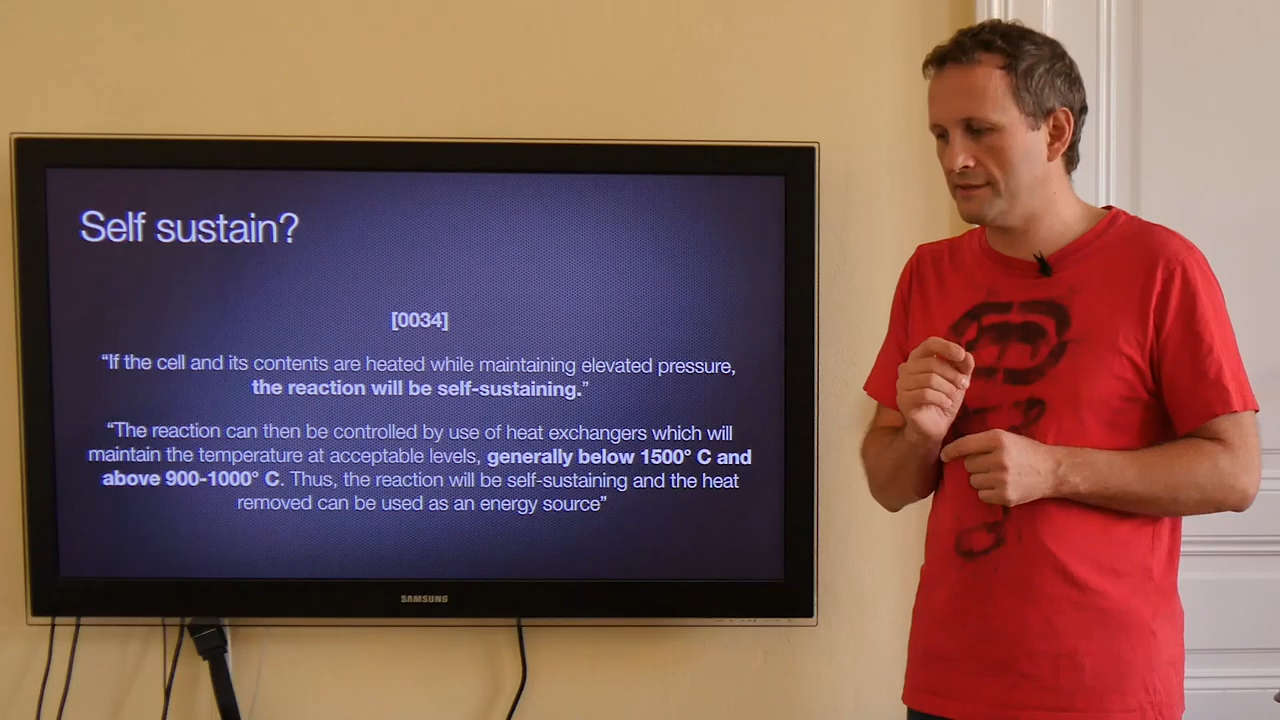 Self sustain?
[0034]
“If the cell and its contents are heated while maintaining elevated pressure,
the reaction will be self-sustaining.”
“The reaction can then be controlled by use of heat exchangers which will
maintain the temperature at acceptable levels, generally below 1500° C and
above 900-1000° C. Thus, the reaction will be self-sustaining and the heat
removed can be used as an energy source”
SAMSUNG